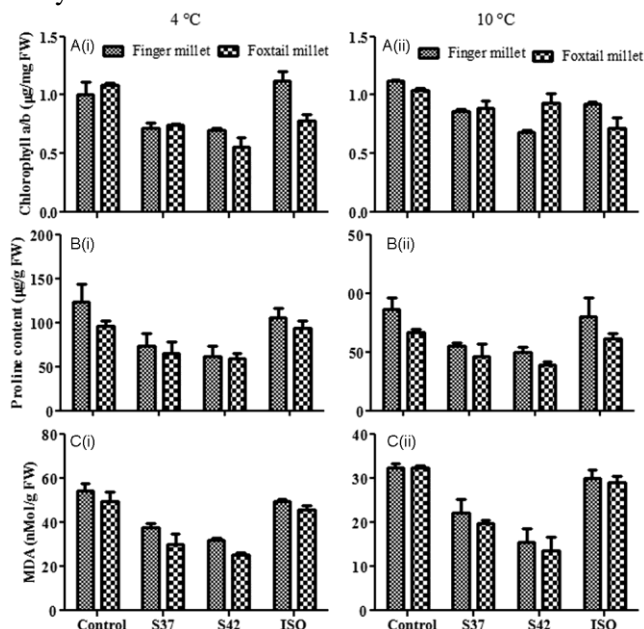 4 °C
10 °C
A(i)
Finger millet
Foxtail millet
A(ii)
Finger millet
Foxtail millet
Chlorophyll a/b (µg/mg FW)
1.5
1.0
0.5
0.0
1.5
1.0
0.5
0.0
B(i)
B(ii)
Proline content (µg/g FW)
200
150
100
50
0
50
00
50
0
C(i)
C(ii)
MDA (nMol/g FW)
80
60
40
20
0
40
30
20
10
0
Control
S37
S42
ISO
Control
S37
S42
ISO